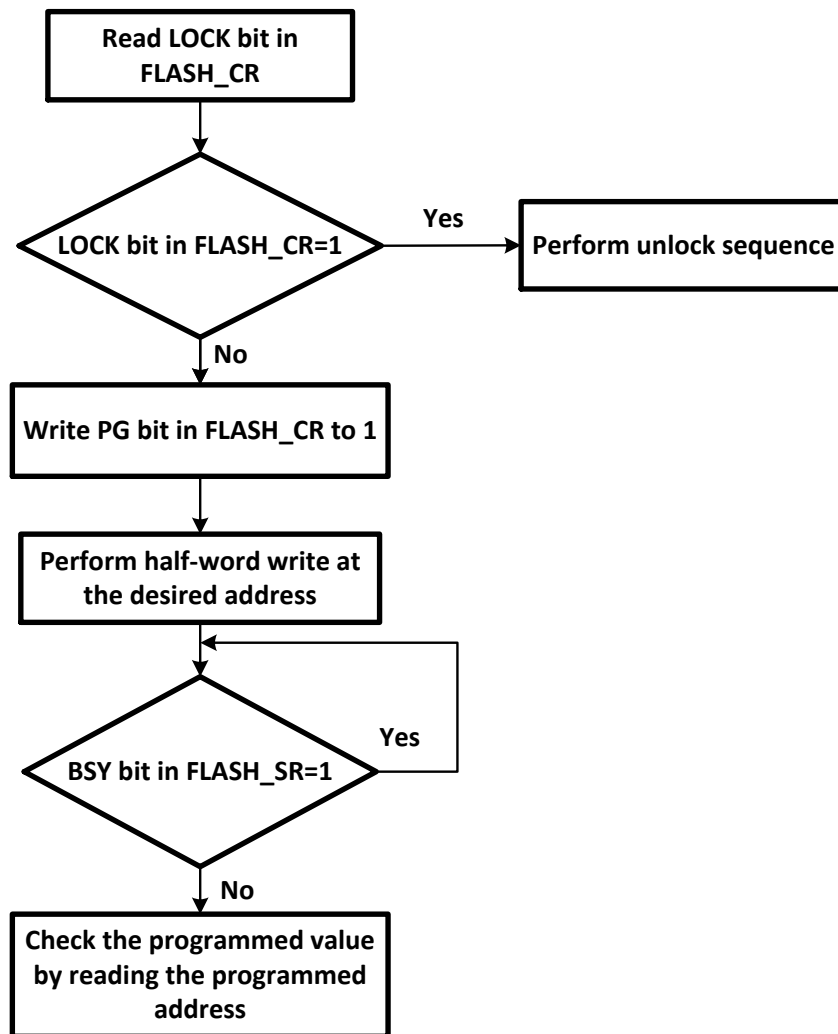 Read LOCK bit in
FLASH_CR
LOCK bit in FLASH_CR=1
Yes
Perform unlock sequence
No
Write PG bit in FLASH_CR to 1
Perform half-word write at
the desired address
BSY bit in FLASH_SR=1
Yes
No
Check the programmed value
by reading the programmed
address